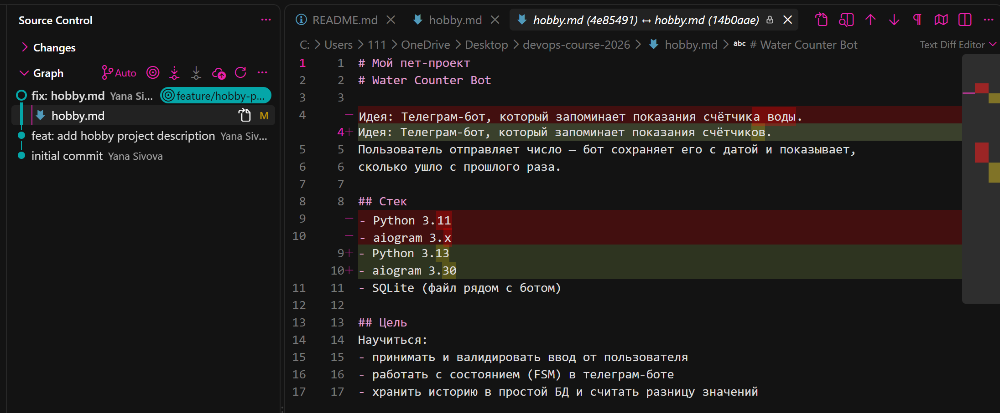 Source Control
Changes
Graph
Auto
fix: hobby.md Yana Si... feature/hobby-p...
hobby.md M
feat: add hobby project description Yana Siv...
initial commit Yana Sivova
README.md
hobby.md
hobby.md (4e85491) ↔ hobby.md (14b0aae)
C: > Users > 111 > OneDrive > Desktop > devops-course-2026 > hobby.md > abc # Water Counter Bot
Text Diff Editor
1 1 # Мой пет-проект
2 2 # Water Counter Bot
3 3
4 — Идея: Телеграм-бот, который запоминает показания счётчика воды.
4+ Идея: Телеграм-бот, который запоминает показания счётчиков.
5 5 Пользователь отправляет число — бот сохраняет его с датой и показывает,
6 6 сколько ушло с прошлого раза.
7 7
8 8 ## Стек
9 — - Python 3.11
10 — - aiogram 3.x
9+ - Python 3.13
10+ - aiogram 3.30
11 11 - SQLite (файл рядом с ботом)
12 12
13 13 ## Цель
14 14 Научиться:
15 15 - принимать и валидировать ввод от пользователя
16 16 - работать с состоянием (FSM) в телеграм-боте
17 17 - хранить историю в простой БД и считать разницу значений